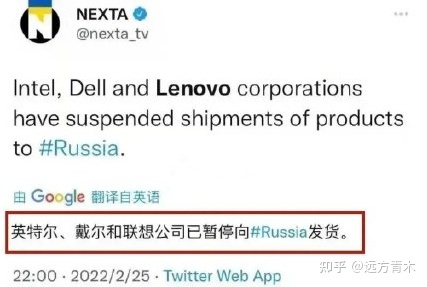 NEXTA
@nexta_tv
Intel, Dell and Lenovo corporations
have suspended shipments of products
to #Russia.
由 Google 翻译自英语
英特尔、戴尔和联想公司已暂停向#Russia发货。
22:00 · 2022/2/25 · Twitter Web App
知乎 @远方青木